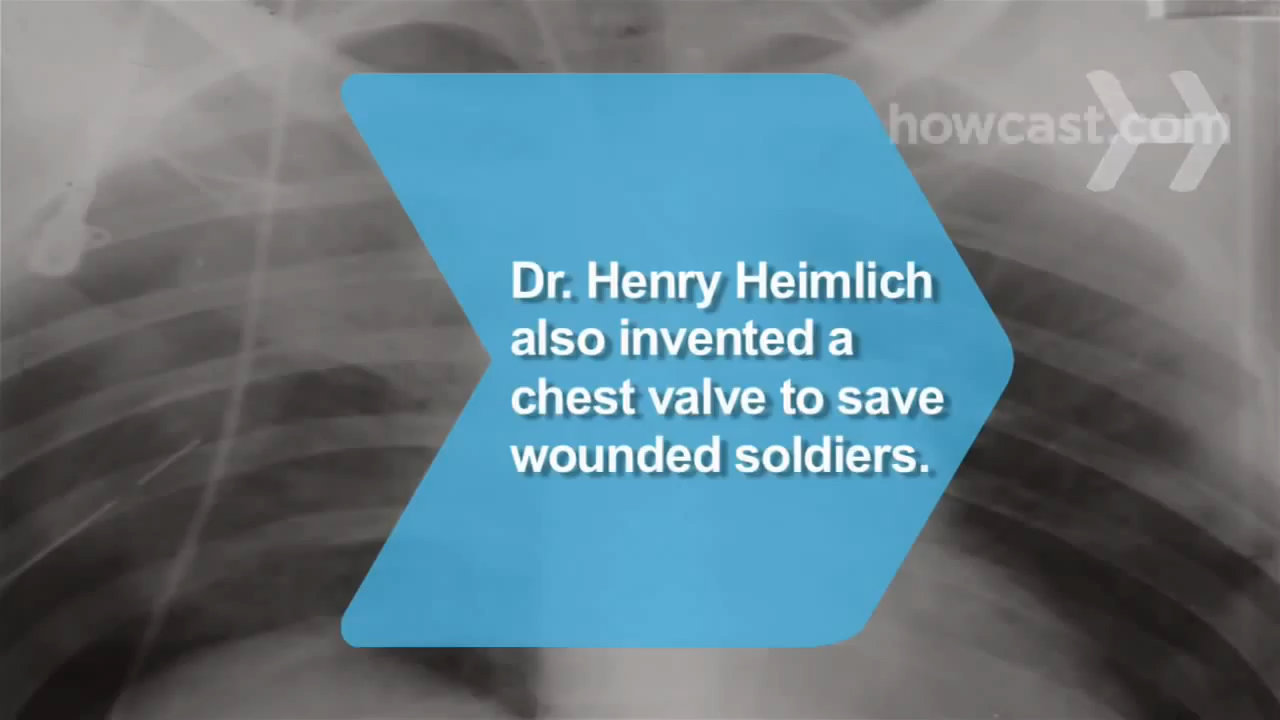 howcast.com
Dr. Henry Heimlich
also invented a
chest valve to save
wounded soldiers.